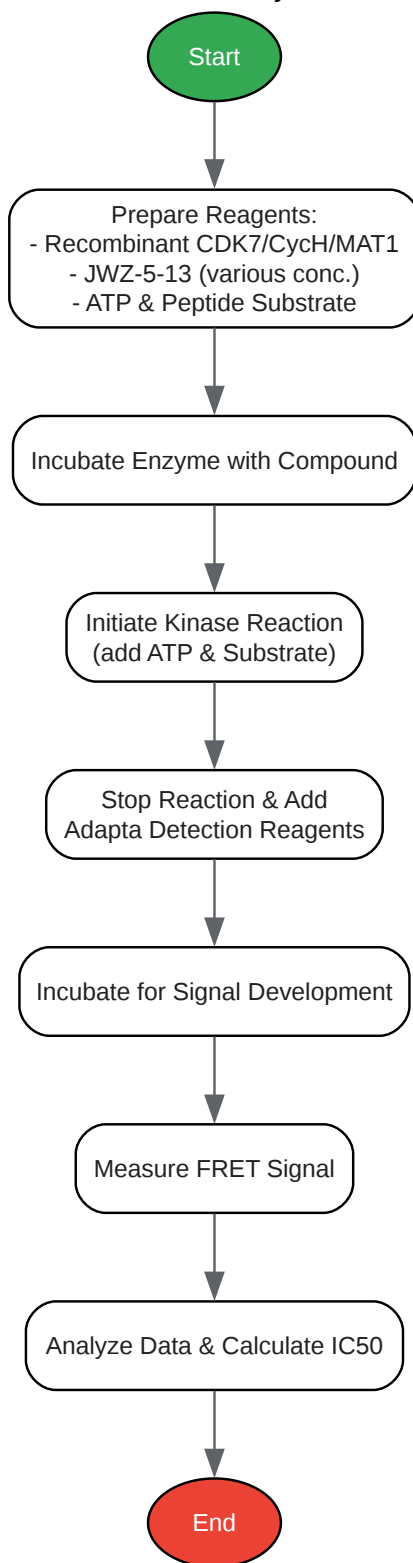 Start
Prepare Reagents:
- Recombinant CDK7/CycH/MAT1
- JWZ-5-13 (various conc.)
- ATP & Peptide Substrate
Incubate Enzyme with Compound
Initiate Kinase Reaction
(add ATP & Substrate)
Stop Reaction & Add
Adapta Detection Reagents
Incubate for Signal Development
Measure FRET Signal
Analyze Data & Calculate IC50
End